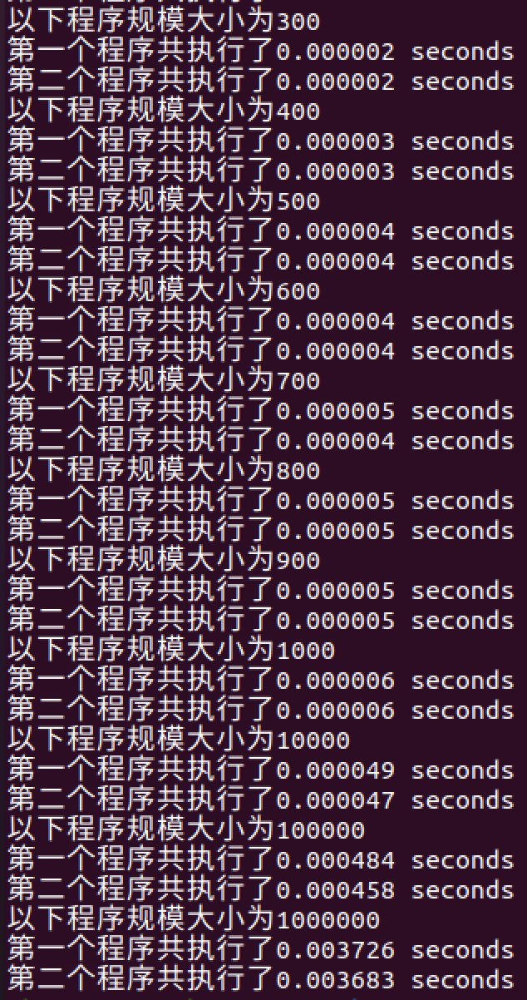 以下程序规模大小为300
第一个程序共执行了0.000002 seconds
第二个程序共执行了0.000002 seconds
以下程序规模大小为400
第一个程序共执行了0.000003 seconds
第二个程序共执行了0.000003 seconds
以下程序规模大小为500
第一个程序共执行了0.000004 seconds
第二个程序共执行了0.000004 seconds
以下程序规模大小为600
第一个程序共执行了0.000004 seconds
第二个程序共执行了0.000004 seconds
以下程序规模大小为700
第一个程序共执行了0.000005 seconds
第二个程序共执行了0.000004 seconds
以下程序规模大小为800
第一个程序共执行了0.000005 seconds
第二个程序共执行了0.000005 seconds
以下程序规模大小为900
第一个程序共执行了0.000005 seconds
第二个程序共执行了0.000005 seconds
以下程序规模大小为1000
第一个程序共执行了0.000006 seconds
第二个程序共执行了0.000006 seconds
以下程序规模大小为10000
第一个程序共执行了0.000049 seconds
第二个程序共执行了0.000047 seconds
以下程序规模大小为100000
第一个程序共执行了0.000484 seconds
第二个程序共执行了0.000458 seconds
以下程序规模大小为1000000
第一个程序共执行了0.003726 seconds
第二个程序共执行了0.003683 seconds